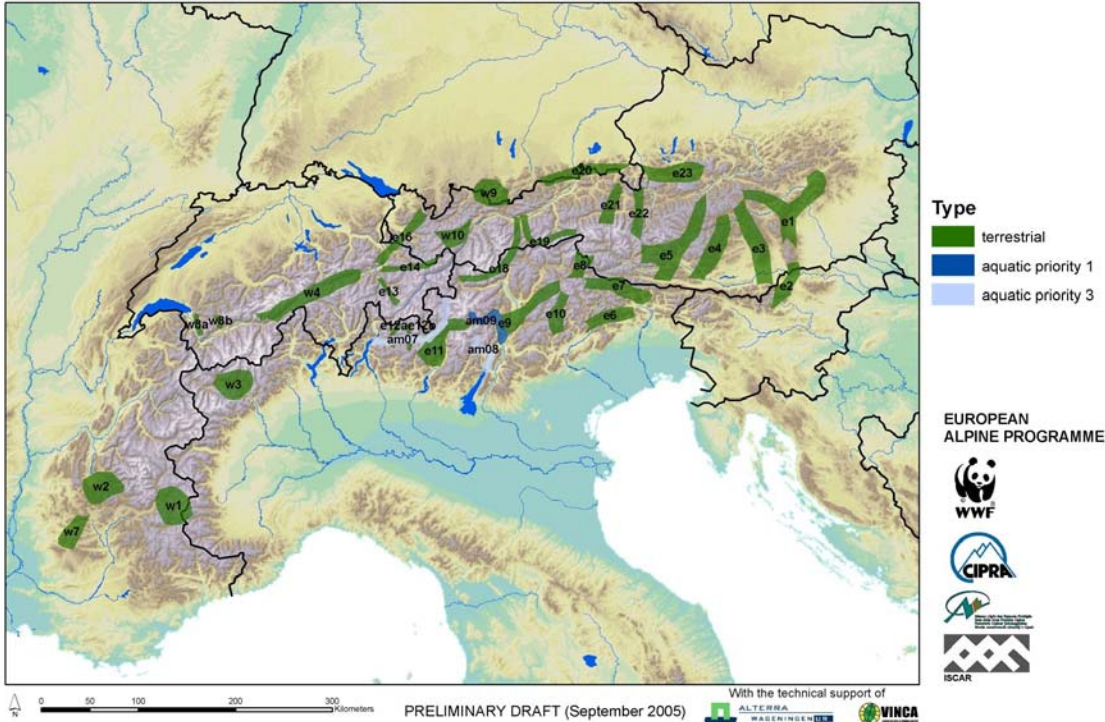 e20
e23
w9
e21
e22
e1
e16
w10
e19
e5
e4
e3
e14
e18
e8
e2
w4
e13
e7
w8a
w8b
e12ae12b
am09
e9
e10
e6
am07
e11
am08
w3
w2
w1
w7
Type
terrestrial
aquatic priority 1
aquatic priority 3
EUROPEAN
ALPINE PROGRAMME
WWF
CIPRA
ISCAR
N
0 50 100 200 300
Kilometers
PRELIMINARY DRAFT (September 2005)
With the technical support of
ALTERRA
WAGENINGEN UR
VINCA